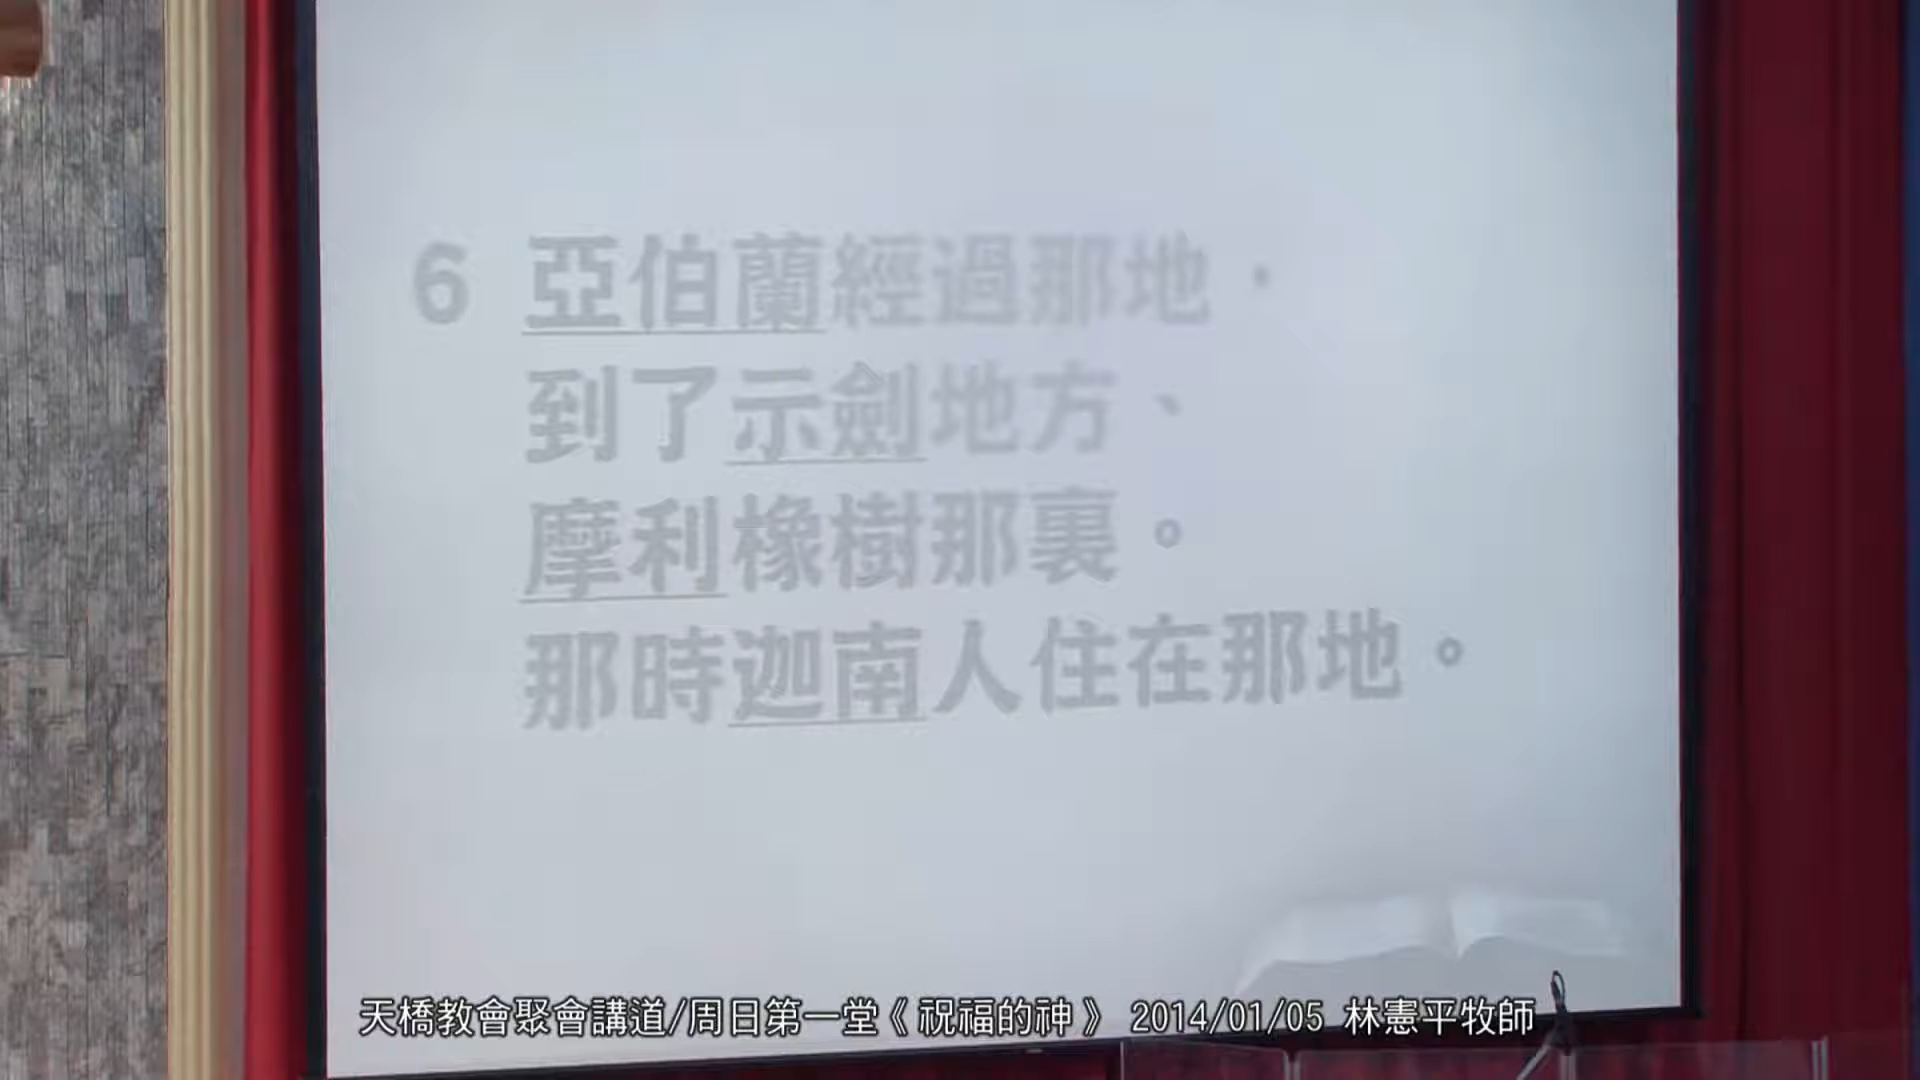 6 亞伯蘭經過那地．
到了示劍地方、
摩利橡樹那裏。
那時迦南人住在那地。
天橋教會聚會講道/周日第一堂《祝福的神》 2014/01/05 林憲平牧師